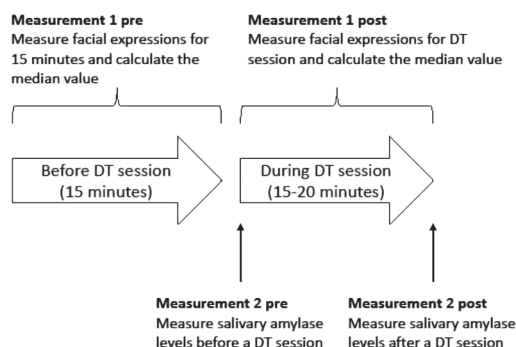 Measurement 1 pre
Measure facial expressions for
15 minutes and calculate the
median value
Measurement 1 post
Measure facial expressions for DT
session and calculate the median value
Before DT session
(15 minutes)
During DT session
(15-20 minutes)
Measurement 2 pre
Measure salivary amylase
levels before a DT session
Measurement 2 post
Measure salivary amylase
levels after a DT session